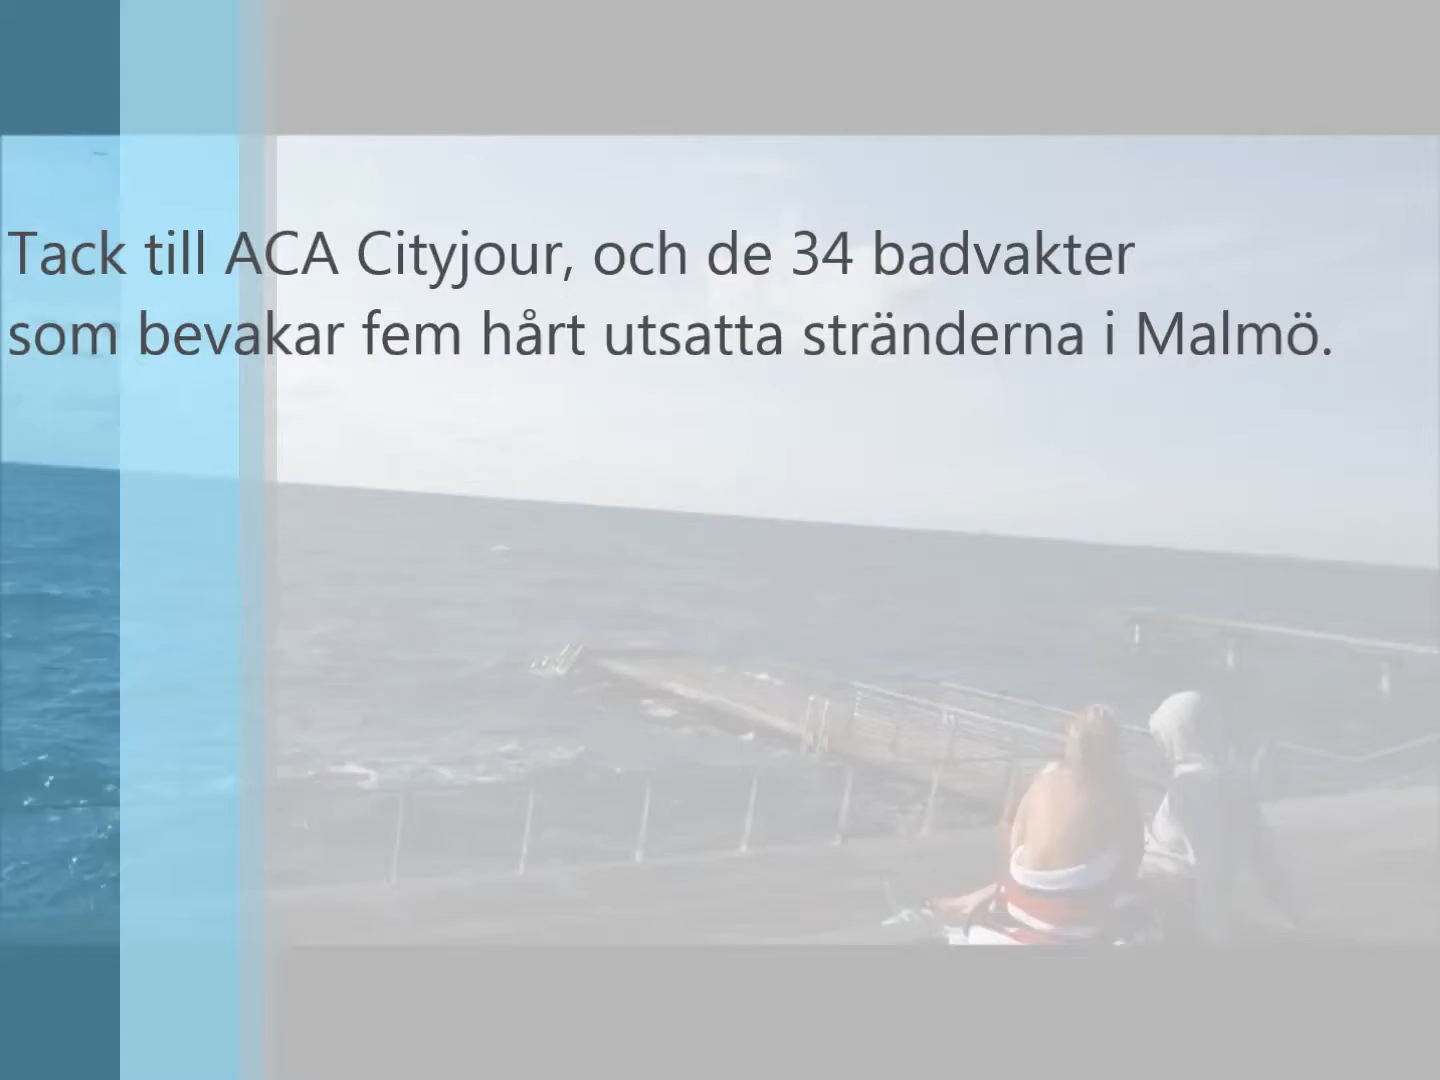 Tack till ACA Cityjour, och de 34 badvakter
som bevakar fem hårt utsatta stränderna i Malmö.